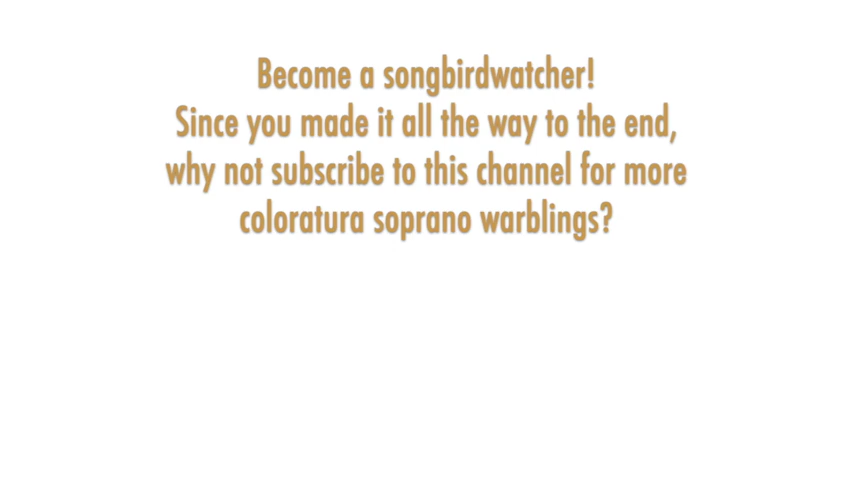 Become a songbirdwatcher!
Since you made it all the way to the end,
why not subscribe to this channel for more
coloratura soprano warblings?